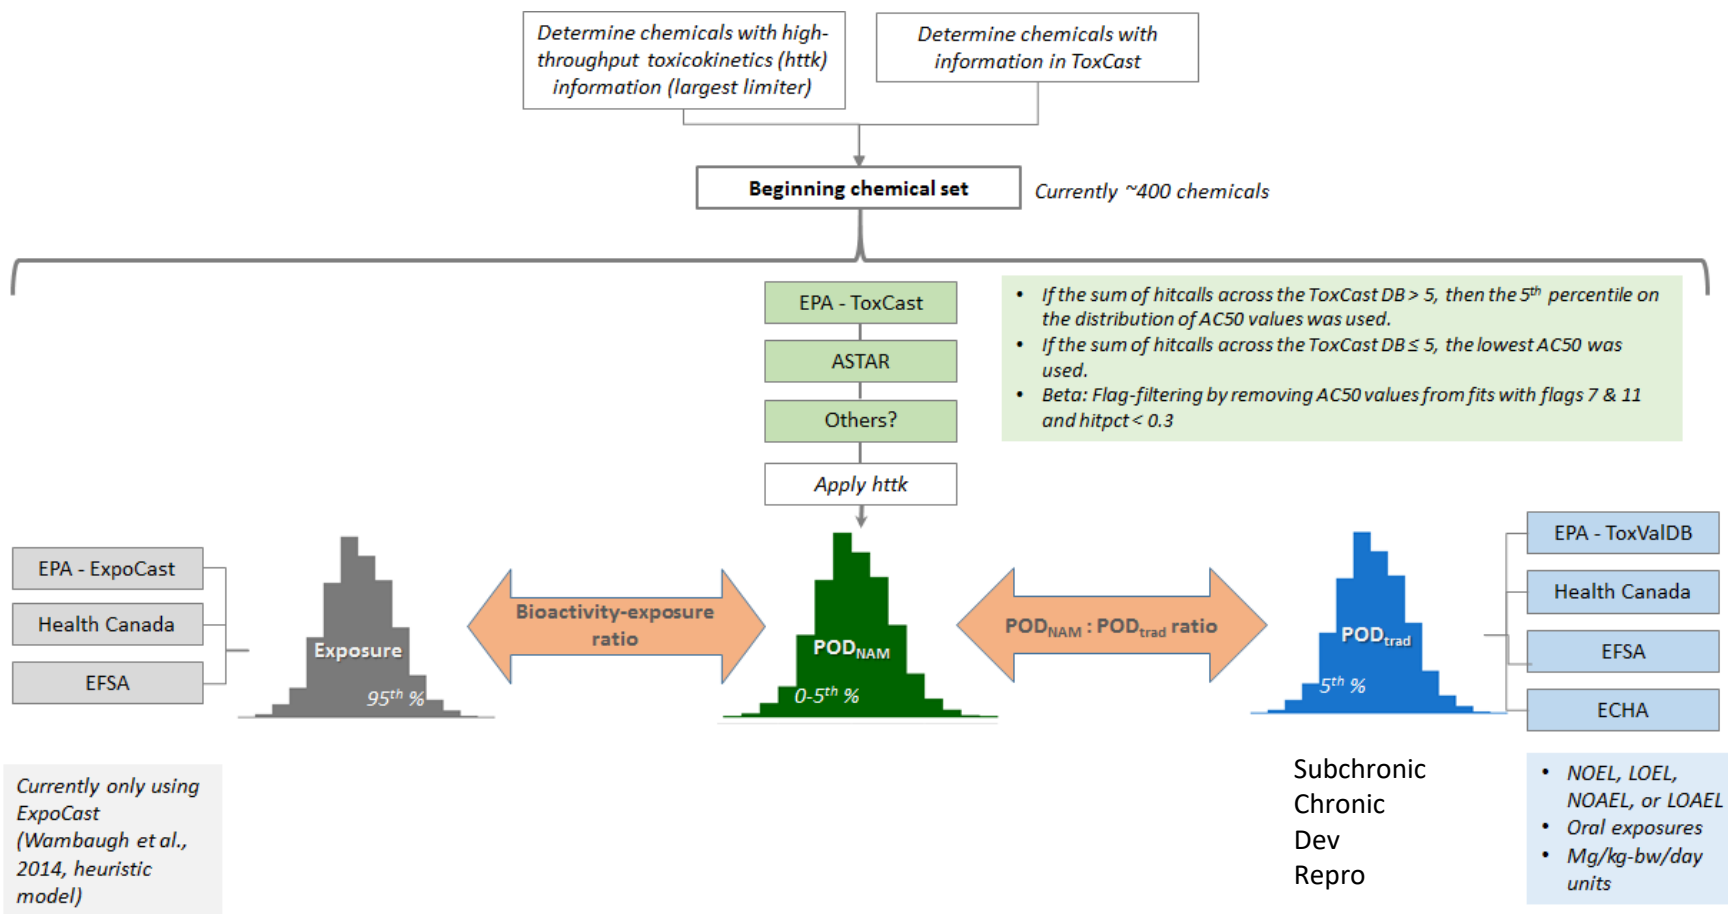 Determine chemicals with high-
throughput toxicokinetics (httk)
information (largest limiter)
Determine chemicals with
information in ToxCast
Beginning chemical set
Currently ~400 chemicals
EPA - ToxCast
ASTAR
Others?
Apply httk
• If the sum of hitcalls across the ToxCast DB > 5, then the 5th percentile on
the distribution of AC50 values was used.
• If the sum of hitcalls across the ToxCast DB ≤ 5, the lowest AC50 was
used.
• Beta: Flag-filtering by removing AC50 values from fits with flags 7 & 11
and hitpct < 0.3
EPA - ExpoCast
Health Canada
EFSA
Exposure
95th %
Bioactivity-exposure
ratio
PODNAM
0-5th %
PODNAM : PODtrad ratio
PODtrad
5th %
EPA - ToxValDB
Health Canada
EFSA
ECHA
Currently only using
ExpoCast
(Wambaugh et al.,
2014, heuristic
model)
Subchronic
Chronic
Dev
Repro
• NOEL, LOEL,
NOAEL, or LOAEL
• Oral exposures
• Mg/kg-bw/day
units